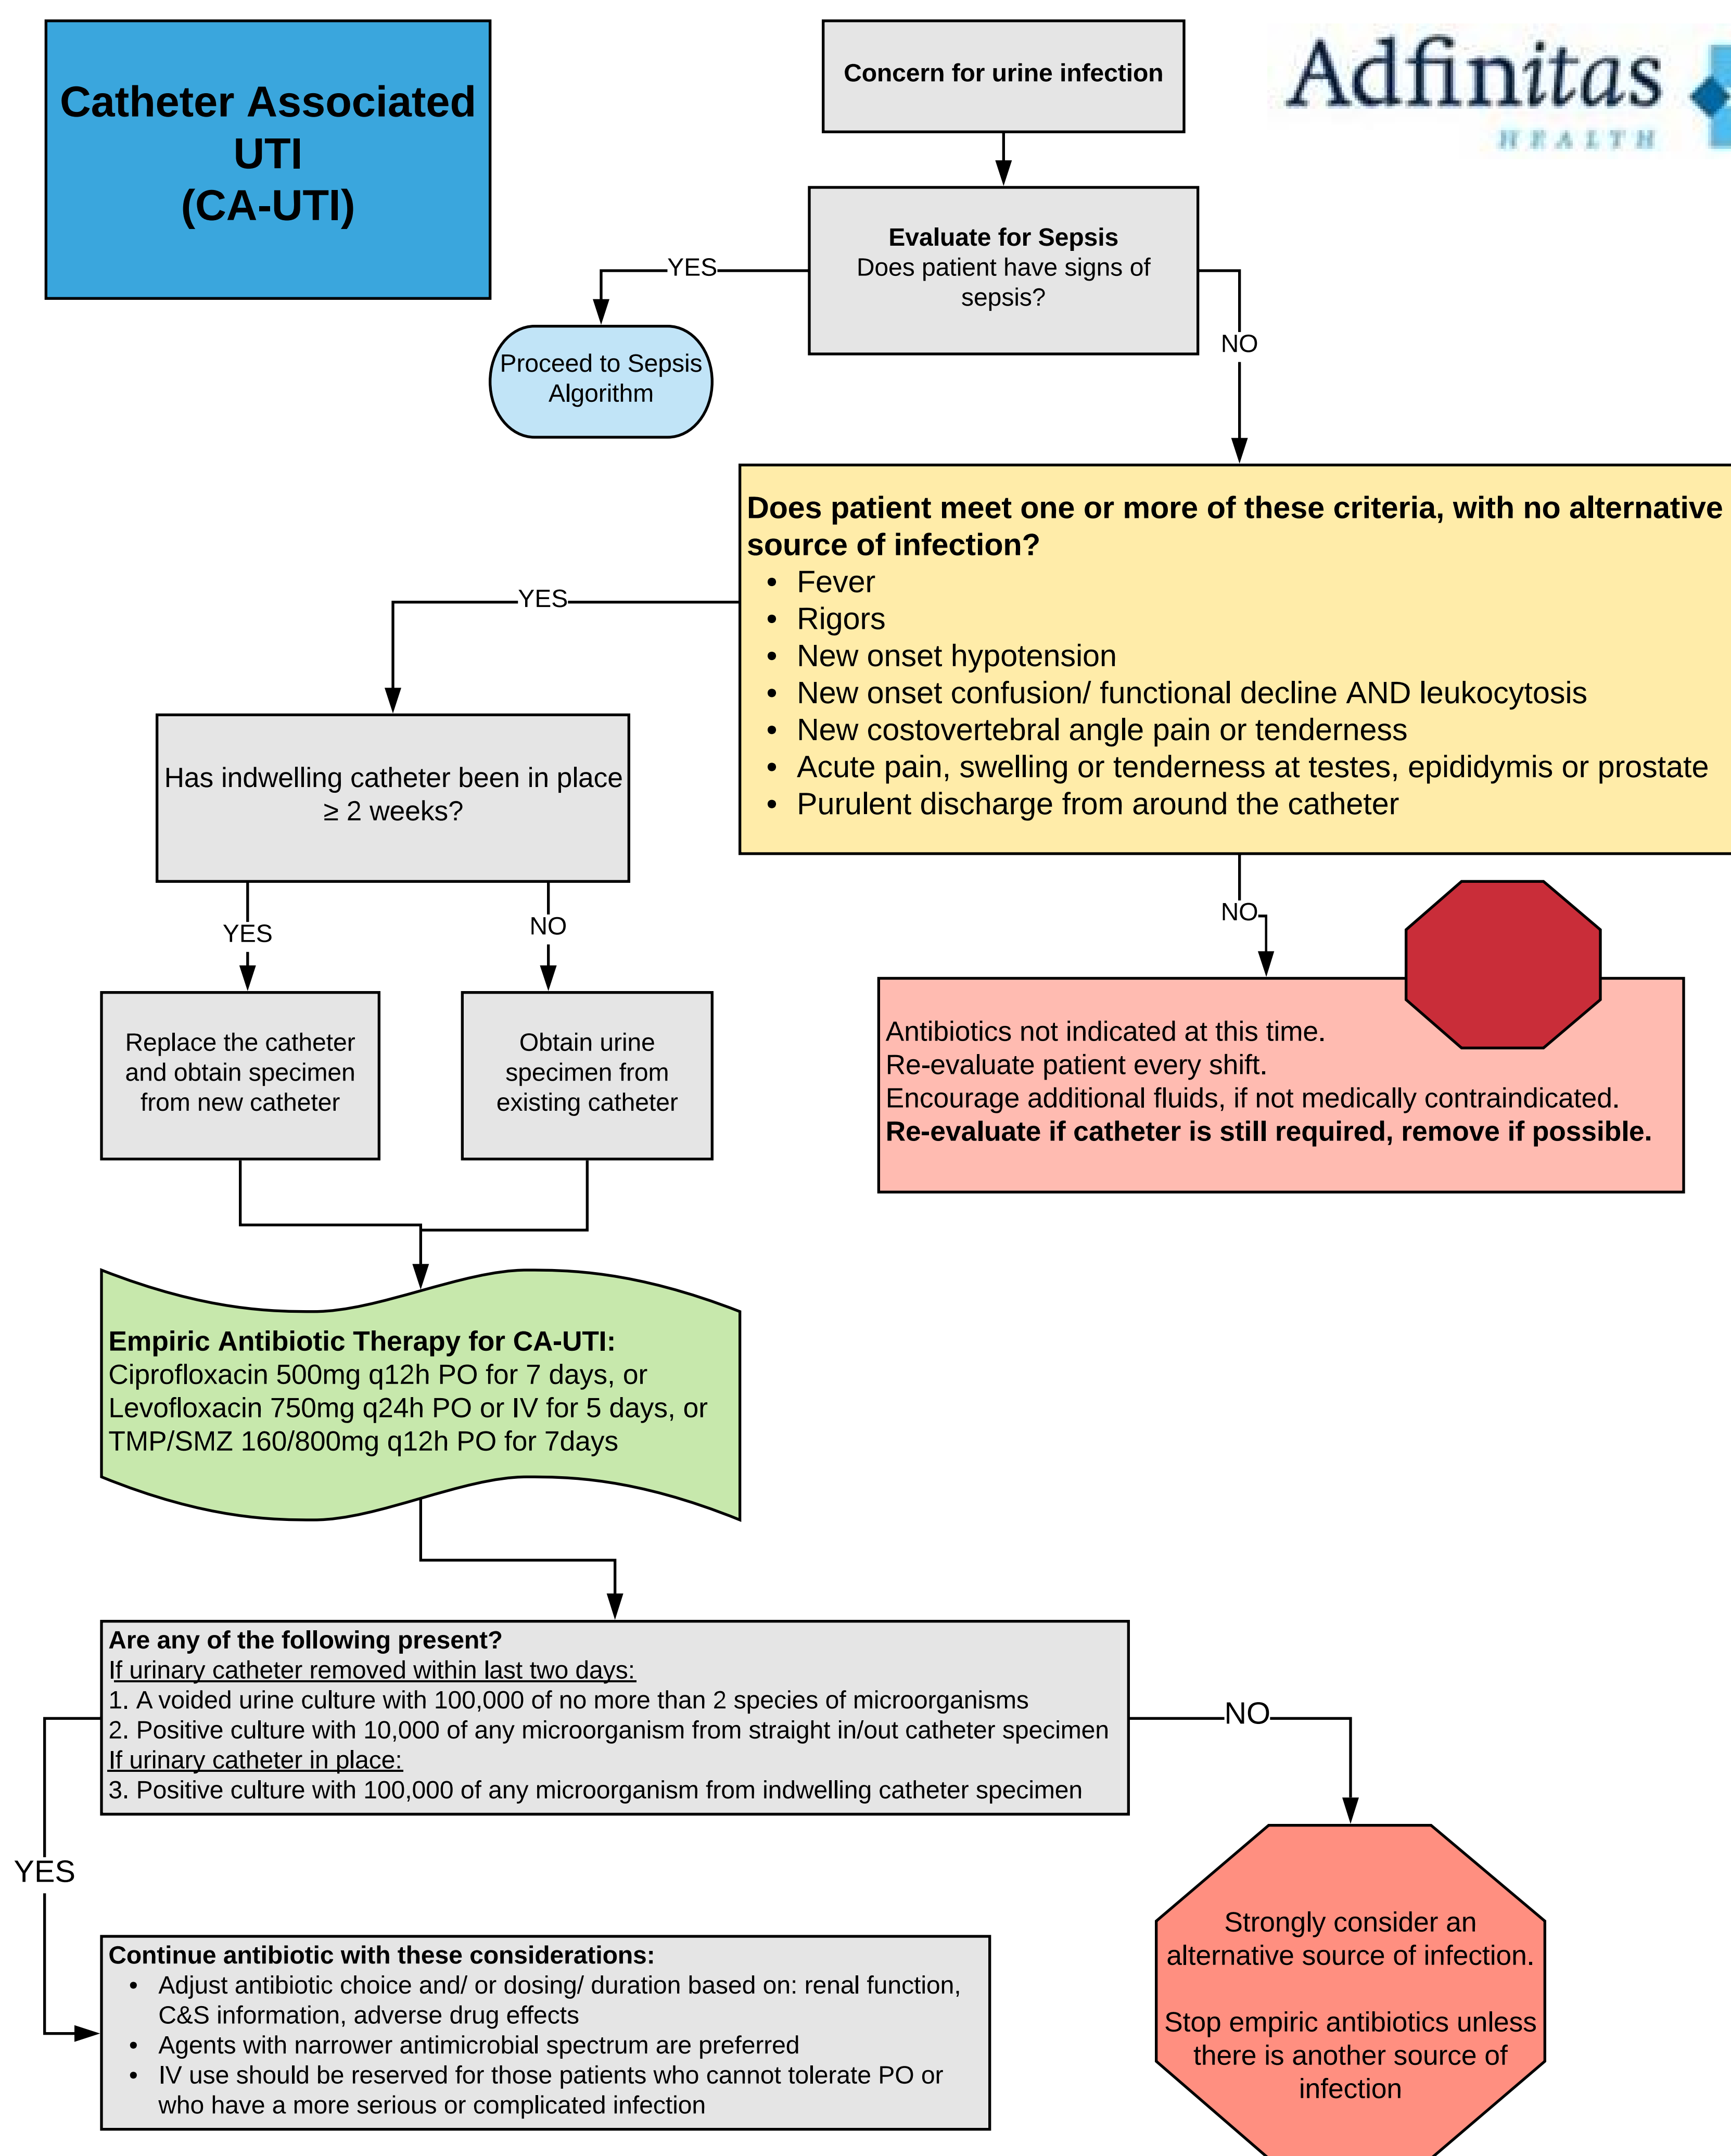 Catheter Associated
UTI
(CA-UTI)
Concern for urine infection
Adfinitas
HEALTH
Evaluate for Sepsis
Does patient have signs of
sepsis?
YES
NO
Proceed to Sepsis
Algorithm
Does patient meet one or more of these criteria, with no alternative
source of infection?
• Fever
• Rigors
• New onset hypotension
• New onset confusion/ functional decline AND leukocytosis
• New costovertebral angle pain or tenderness
• Acute pain, swelling or tenderness at testes, epididymis or prostate
• Purulent discharge from around the catheter
YES
Has indwelling catheter been in place
≥ 2 weeks?
YES
NO
NO
Replace the catheter
and obtain specimen
from new catheter
Obtain urine
specimen from
existing catheter
Antibiotics not indicated at this time.
Re-evaluate patient every shift.
Encourage additional fluids, if not medically contraindicated.
Re-evaluate if catheter is still required, remove if possible.
Empiric Antibiotic Therapy for CA-UTI:
Ciprofloxacin 500mg q12h PO for 7 days, or
Levofloxacin 750mg q24h PO or IV for 5 days, or
TMP/SMZ 160/800mg q12h PO for 7days
Are any of the following present?
If urinary catheter removed within last two days:
1. A voided urine culture with 100,000 of no more than 2 species of microorganisms
2. Positive culture with 10,000 of any microorganism from straight in/out catheter specimen
If urinary catheter in place:
3. Positive culture with 100,000 of any microorganism from indwelling catheter specimen
NO
YES
Continue antibiotic with these considerations:
• Adjust antibiotic choice and/ or dosing/ duration based on: renal function,
C&S information, adverse drug effects
• Agents with narrower antimicrobial spectrum are preferred
• IV use should be reserved for those patients who cannot tolerate PO or
who have a more serious or complicated infection
Strongly consider an
alternative source of infection.
Stop empiric antibiotics unless
there is another source of
infection